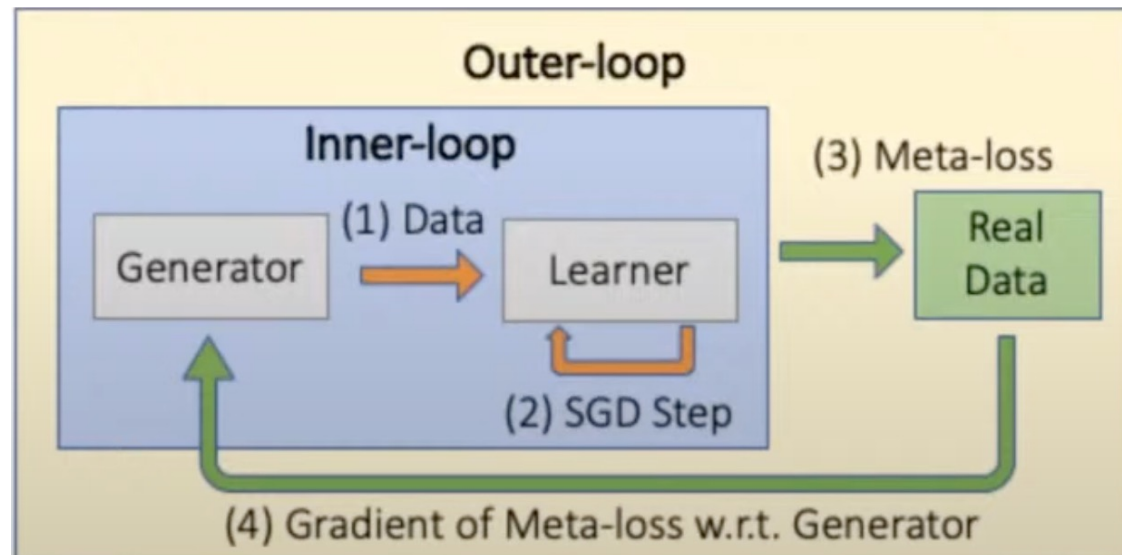 Outer-loop
Inner-loop
(3) Meta-loss
(1) Data
Generator
Learner
Real
Data
(2) SGD Step
(4) Gradient of Meta-loss w.r.t. Generator